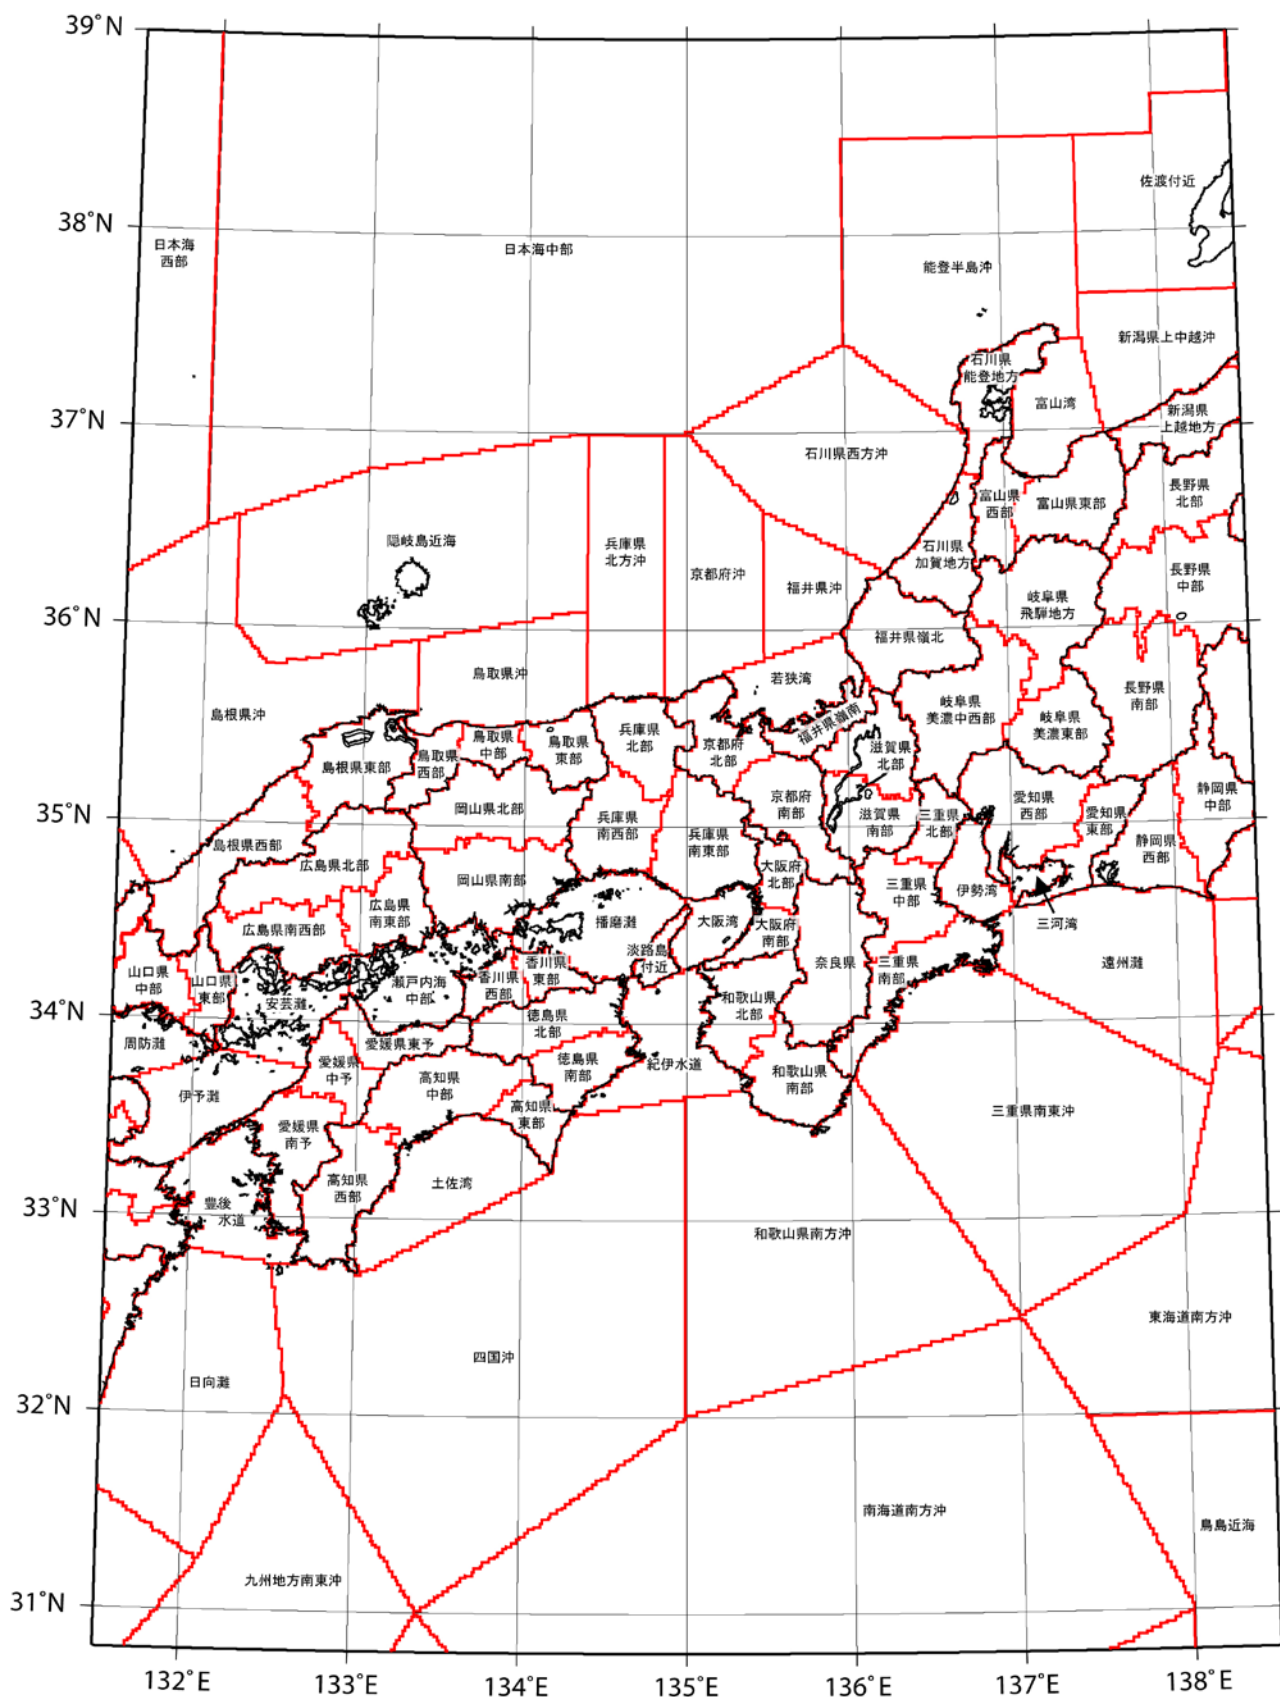 39°N
佐渡付近
38°N
日本海
西部
日本海中部
能登半島沖
新潟県上中越沖
石川県
能登地方
富山湾
37°N
新潟県
上越地方
石川県西方沖
富山県
西部
富山県東部
長野県
北部
隠岐島近海
兵庫県
北方沖
京都府沖
福井県沖
石川県
加賀地方
岐阜県
飛騨地方
長野県
中部
36°N
福井県嶺北
鳥取県沖
若狭湾
島根県沖
福井県嶺南
岐阜県
美濃中西部
岐阜県
美濃東部
長野県
南部
島根県東部
鳥取県
西部
鳥取県
中部
鳥取県
東部
兵庫県
北部
京都府
北部
滋賀県
北部
35°N
岡山県北部
兵庫県
南西部
京都府
南部
滋賀県
南部
三重県
北部
愛知県
西部
愛知県
東部
静岡県
中部
静岡県
西部
島根県西部
広島県北部
兵庫県
南東部
大阪府
北部
岡山県南部
三重県
中部
伊勢湾
広島県
南東部
広島県南西部
播磨灘
大阪湾
大阪府
南部
三河湾
淡路島
付近
奈良県
三重県
南部
遠州灘
山口県
中部
山口県
東部
安芸灘
瀬戸内海
中部
香川県
西部
香川県
東部
和歌山県
北部
34°N
周防灘
愛媛県東予
徳島県
北部
愛媛県
中予
徳島県
南部
紀伊水道
伊予灘
高知県
中部
高知県
東部
和歌山県
南部
三重県南東沖
愛媛県
南予
高知県
西部
土佐湾
33°N
豊後
水道
和歌山県南方沖
東海道南方沖
四国沖
日向灘
32°N
南海道南方沖
鳥島近海
九州地方南東沖
31°N
132°E
133°E
134°E
135°E
136°E
137°E
138°E